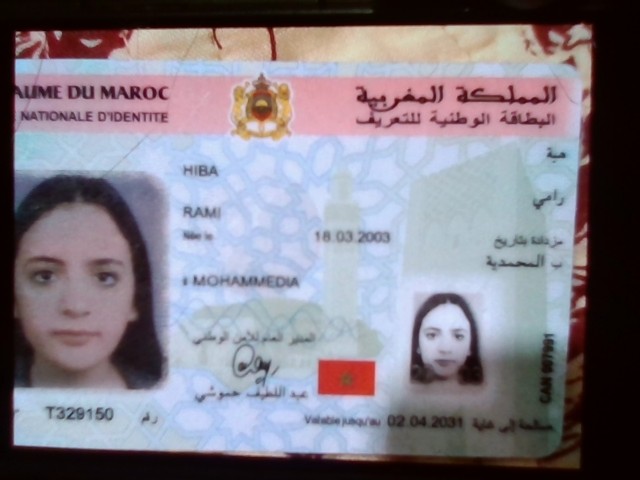 AUME DU MAROC
المملكة المغربية
NATIONALE D'IDENTITE
البطاقة الوطنية للتعريف
HIBA
هبة
RAMI
رامي
Née le 18.03.2003 مزدادة بتاريخ
à MOHAMMEDIA
ب المحمدية
المدير العام للأمن الوطني
عبد اللطيف حموشي
T329150 رقم
Valable jusqu'au 02.04.2031 صالحة إلى غاية
CAN